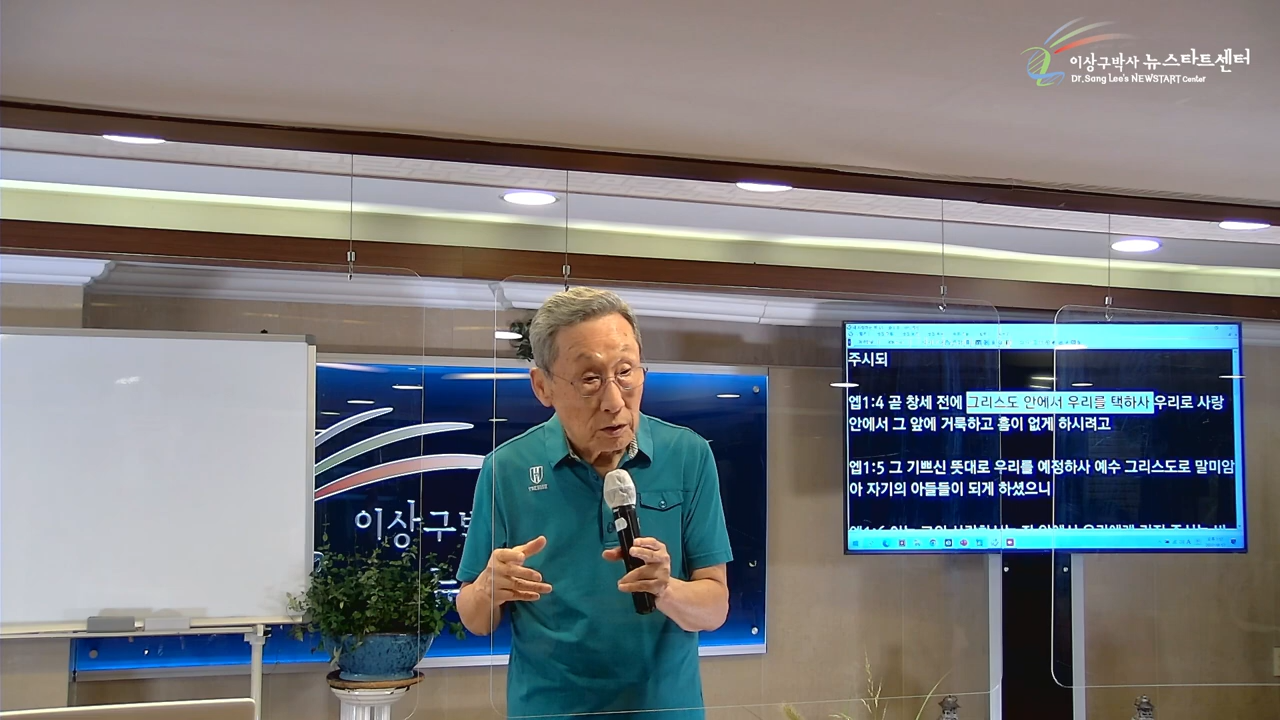 이상구박사 뉴스타트센터
Dr. Sang Lee's NEWSTART Center
주시되
엡1:4 곧 창세 전에 그리스도 안에서 우리를 택하사 우리로 사랑
안에서 그 앞에 거룩하고 흠이 없게 하시려고
엡1:5 그 기쁘신 뜻대로 우리를 예정하사 예수 그리스도로 말미암
아 자기의 아들들이 되게 하셨으니
이상구